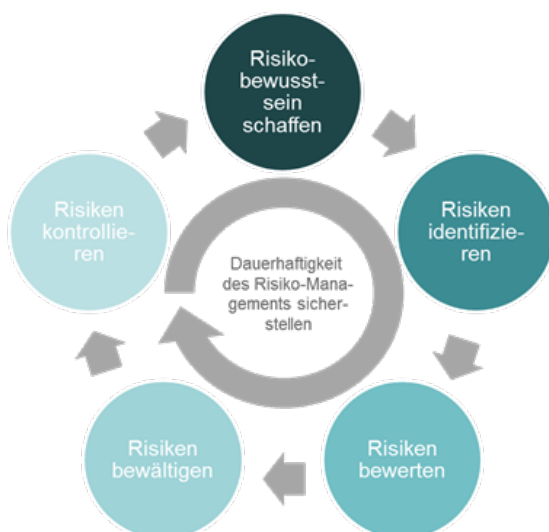 Risiko-
bewusst-
sein
schaffen
Risiken
identifizie-
ren
Risiken
bewerten
Risiken
bewältigen
Risiken
kontrollie-
ren
Dauerhaftigkeit
des Risiko-Mana-
gements sicher-
stellen